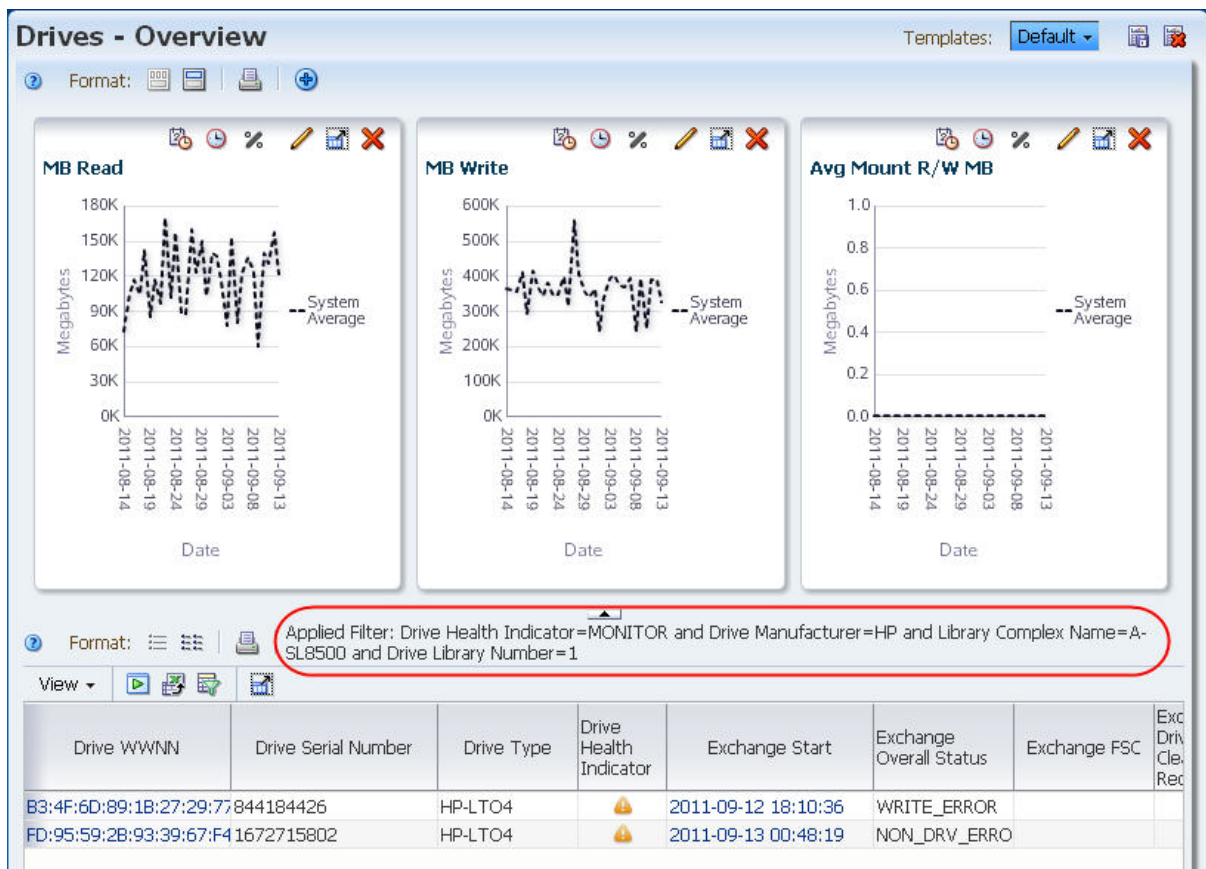 Drives - Overview
Templates: Default
Format:
MB Read
180K
150K
120K
90K
60K
30K
0K
Megabytes
System
Average
2011-08-14
2011-08-19
2011-08-24
2011-08-29
2011-09-03
2011-09-08
2011-09-13
Date
MB Write
600K
500K
400K
300K
200K
100K
0K
Megabytes
System
Average
2011-08-14
2011-08-19
2011-08-24
2011-08-29
2011-09-03
2011-09-08
2011-09-13
Date
Avg Mount R/W MB
1.0
0.8
0.6
0.4
0.2
0.0
Megabytes
System
Average
2011-08-14
2011-08-19
2011-08-24
2011-08-29
2011-09-03
2011-09-08
2011-09-13
Date
Format:
Applied Filter: Drive Health Indicator=MONITOR and Drive Manufacturer=HP and Library Complex Name=A-
SL8500 and Drive Library Number=1
View
Drive WWNN
Drive Serial Number
Drive Type
Drive
Health
Indicator
Exchange Start
Exchange
Overall Status
Exchange FSC
Exc
Driv
Cle
Rec
B3:4F:6D:89:1B:27:29:77 844184426 HP-LTO4 2011-09-12 18:10:36 WRITE_ERROR
FD:95:59:2B:93:39:67:F4 1672715802 HP-LTO4 2011-09-13 00:48:19 NON_DRV_ERRO